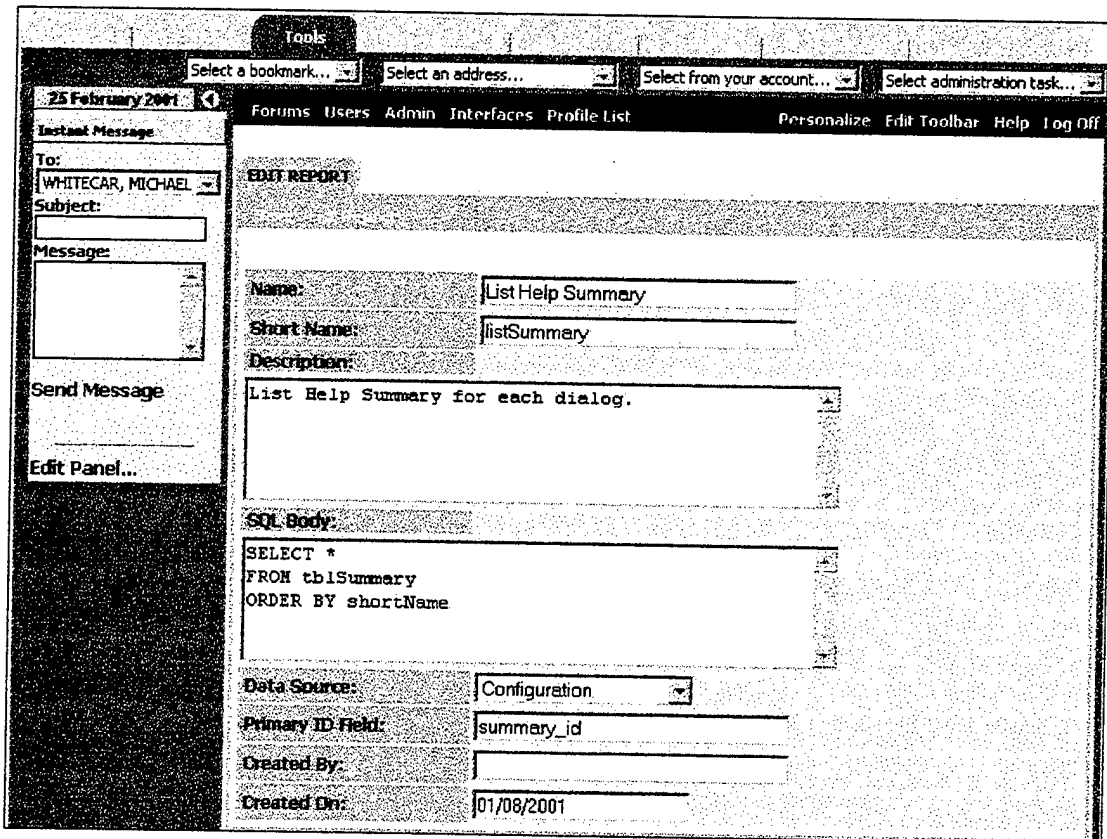 Tools
Select a bookmark...
Select an address...
Select from your account...
Select administration task...
25 February 2001
Forums Users Admin Interfaces Profile List
Personalize Edit Toolbar Help Log Off
Instant Message
To:
WHITECAR, MICHAEL
Subject:
Message:
Send Message
Edit Panel...
EDIT REPORT
Name:
List Help Summary
Short Name:
listSummary
Description:
List Help Summary for each dialog.
SQL Body:
SELECT *
FROM tblSummary
ORDER BY shortName
Data Source:
Configuration
Primary ID Field:
summary_id
Created By:
Created On:
01/08/2001